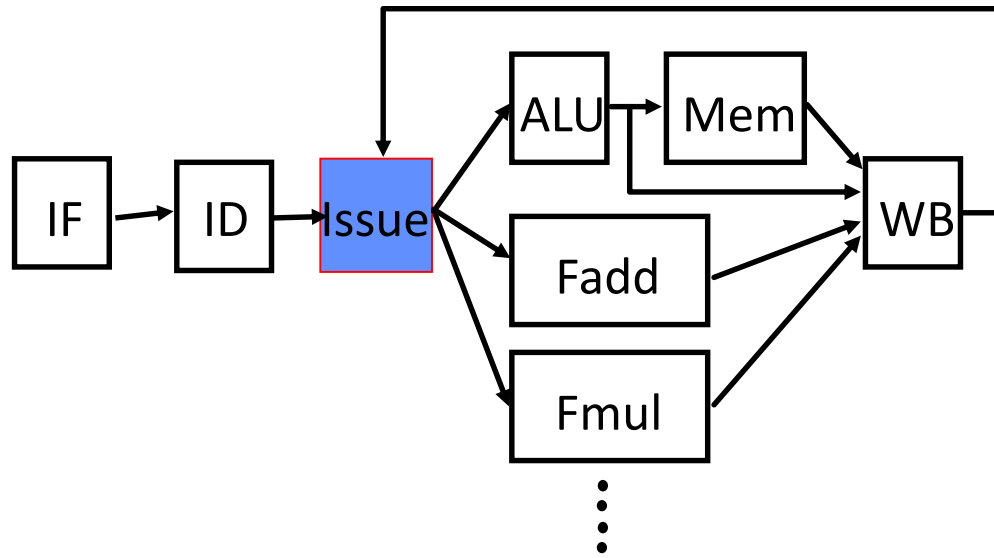 IF
ID
Issue
ALU
Mem
Fadd
Fmul
WB